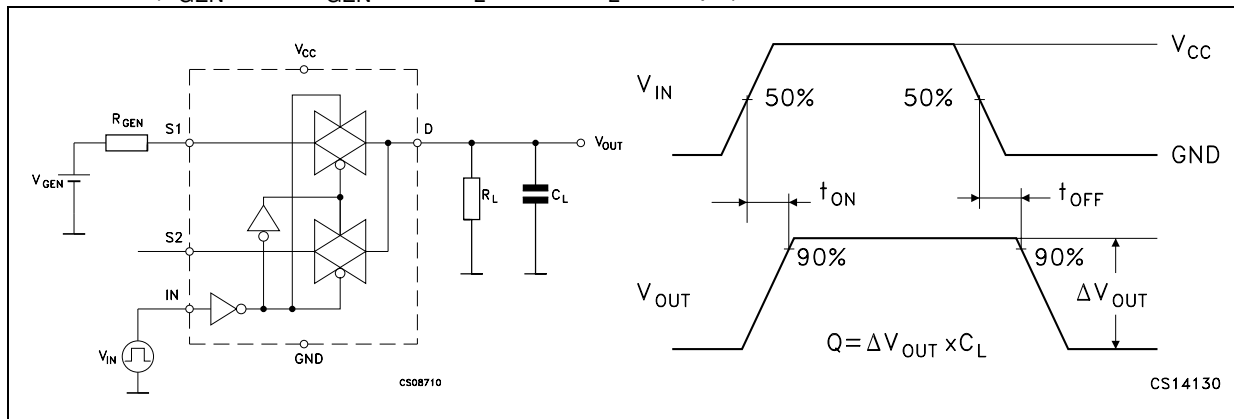 V_CC
R_GEN
S1
D
V_OUT
V_GEN
R_L
C_L
S2
IN
V_IN
GND
CS08710
V_CC
V_IN
50%
50%
GND
t_ON
t_OFF
90%
90%
V_OUT
ΔV_OUT
Q=ΔV_OUT xC_L
CS14130